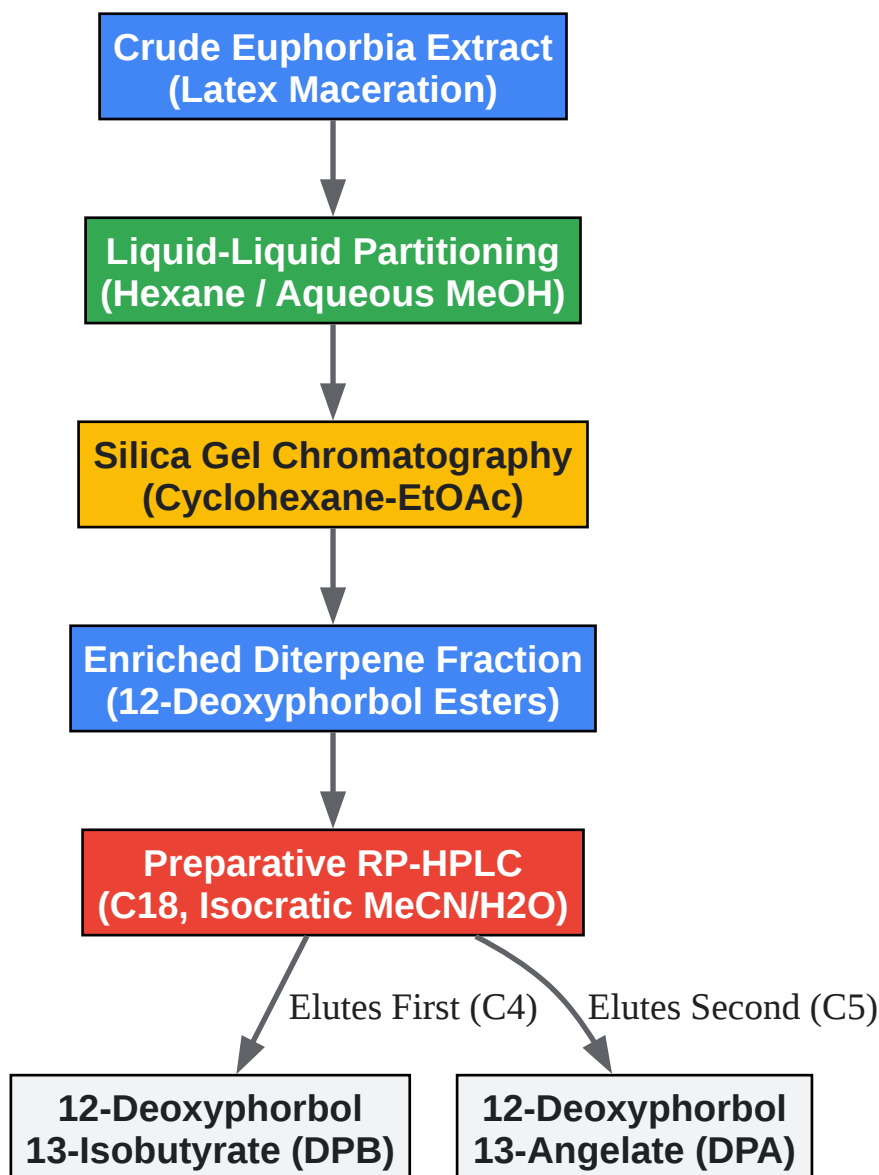 Crude Euphorbia Extract
(Latex Maceration)
Liquid-Liquid Partitioning
(Hexane / Aqueous MeOH)
Silica Gel Chromatography
(Cyclohexane-EtOAc)
Enriched Diterpene Fraction
(12-Deoxyphorbol Esters)
Preparative RP-HPLC
(C18, Isocratic MeCN/H2O)
Elutes First (C4)
Elutes Second (C5)
12-Deoxyphorbol
13-Isobutyrate (DPB)
12-Deoxyphorbol
13-Angelate (DPA)